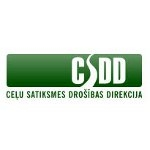 CSDD
CEĻU SATIKSMES DROŠĪBAS DIREKCIJA